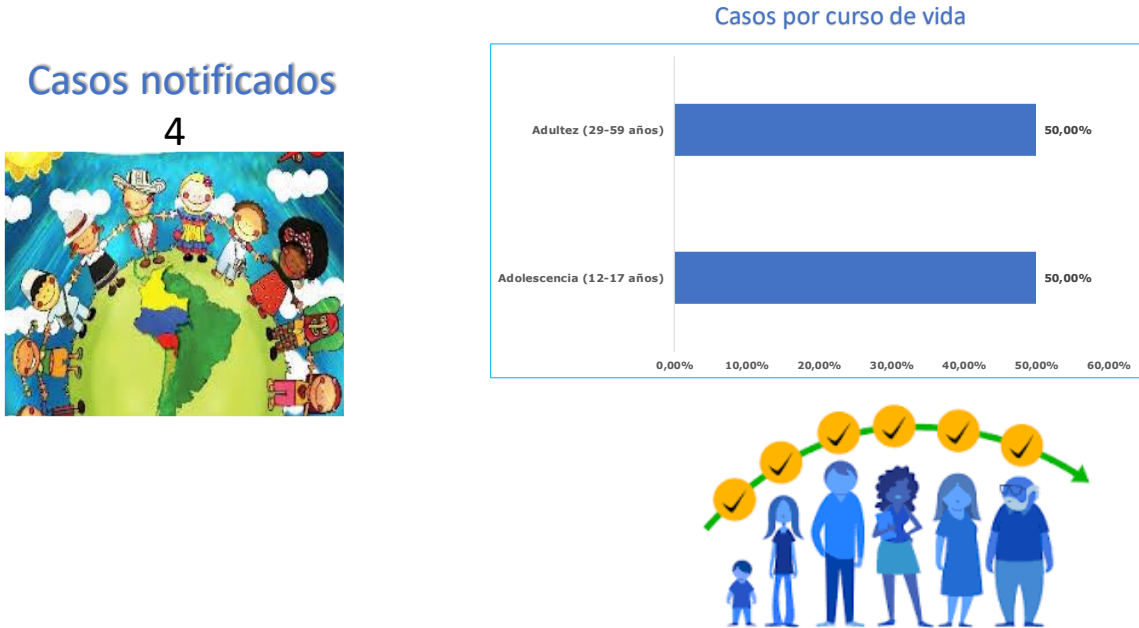 Casos notificados
4
Casos por curso de vida
Adultez (29-59 años)
50,00%
Adolescencia (12-17 años)
50,00%
0,00% 10,00% 20,00% 30,00% 40,00% 50,00% 60,00%